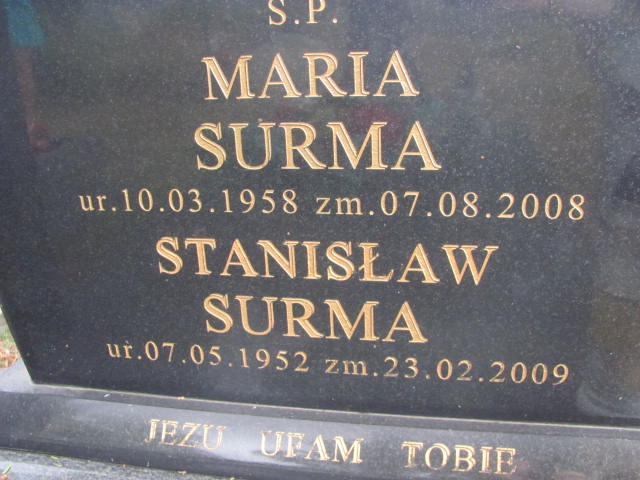 Ś.P.
MARIA
SURMA
ur.10.03.1958 zm.07.08.2008
STANISŁAW
SURMA
ur.07.05.1952 zm.23.02.2009
JEZU UFAM TOBIE